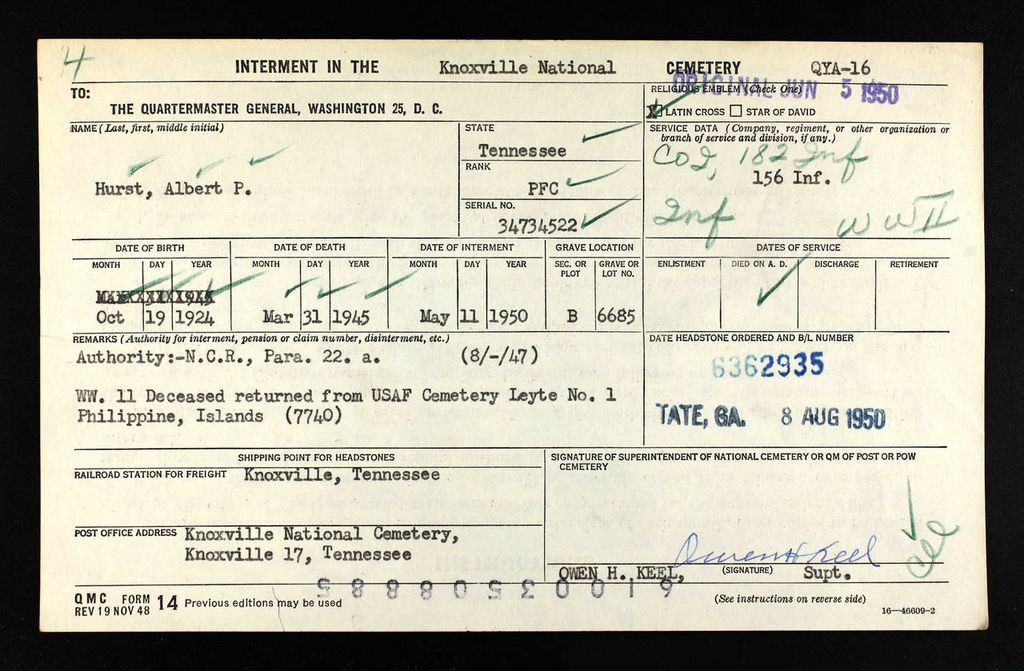 4
INTERMENT IN THE Knoxville National CEMETERY QYA-16
ORIGINAL JUN 5 1950
TO:
THE QUARTERMASTER GENERAL, WASHINGTON 25, D. C.
RELIGIOUS EMBLEM (Check One)
X LATIN CROSS STAR OF DAVID
NAME (Last, first, middle initial)
Hurst, Albert P.
STATE
Tennessee
RANK
PFC
SERIAL NO.
34734522
SERVICE DATA (Company, regiment, or other organization or
branch of service and division, if any.)
Co I, 182 Inf
156 Inf.
Inf WWII
DATE OF BIRTH DATE OF DEATH DATE OF INTERMENT GRAVE LOCATION DATES OF SERVICE
MONTH DAY YEAR MONTH DAY YEAR MONTH DAY YEAR SEC. OR PLOT GRAVE OR LOT NO. ENLISTMENT DIED ON A. D. DISCHARGE RETIREMENT
Oct 19 1924 Mar 31 1945 May 11 1950 B 6685
REMARKS (Authority for interment, pension or claim number, disinterment, etc.)
Authority:-N.C.R., Para. 22. a. (8/-/47)
WW. 11 Deceased returned from USAF Cemetery Leyte No. 1
Philippine, Islands (7740)
DATE HEADSTONE ORDERED AND B/L NUMBER
6362935
TATE, GA. 8 AUG 1950
SHIPPING POINT FOR HEADSTONES
RAILROAD STATION FOR FREIGHT Knoxville, Tennessee
POST OFFICE ADDRESS Knoxville National Cemetery,
Knoxville 17, Tennessee
SIGNATURE OF SUPERINTENDENT OF NATIONAL CEMETERY OR QM OF POST OR POW
CEMETERY
Owen H Keel
OWEN H. KEEL, (SIGNATURE) Supt.
QMC FORM 14 Previous editions may be used
REV 19 NOV 48
(See instructions on reverse side)
16—46609-2